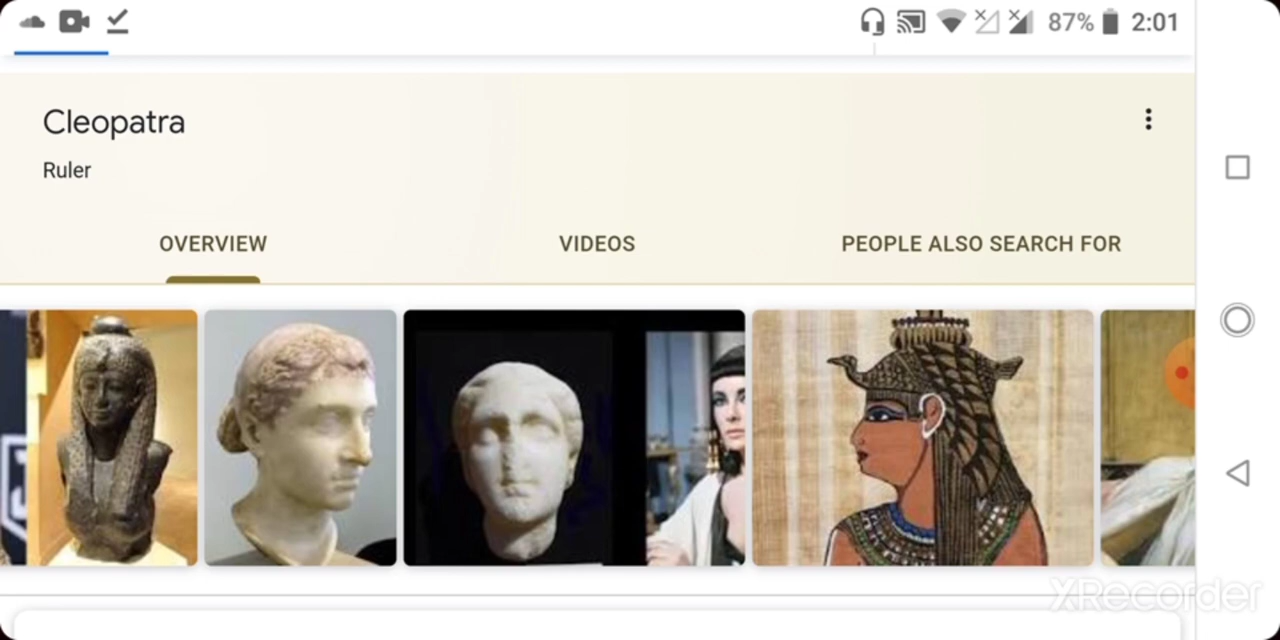 87% 2:01
Cleopatra
Ruler
OVERVIEW VIDEOS PEOPLE ALSO SEARCH FOR
XRecorder